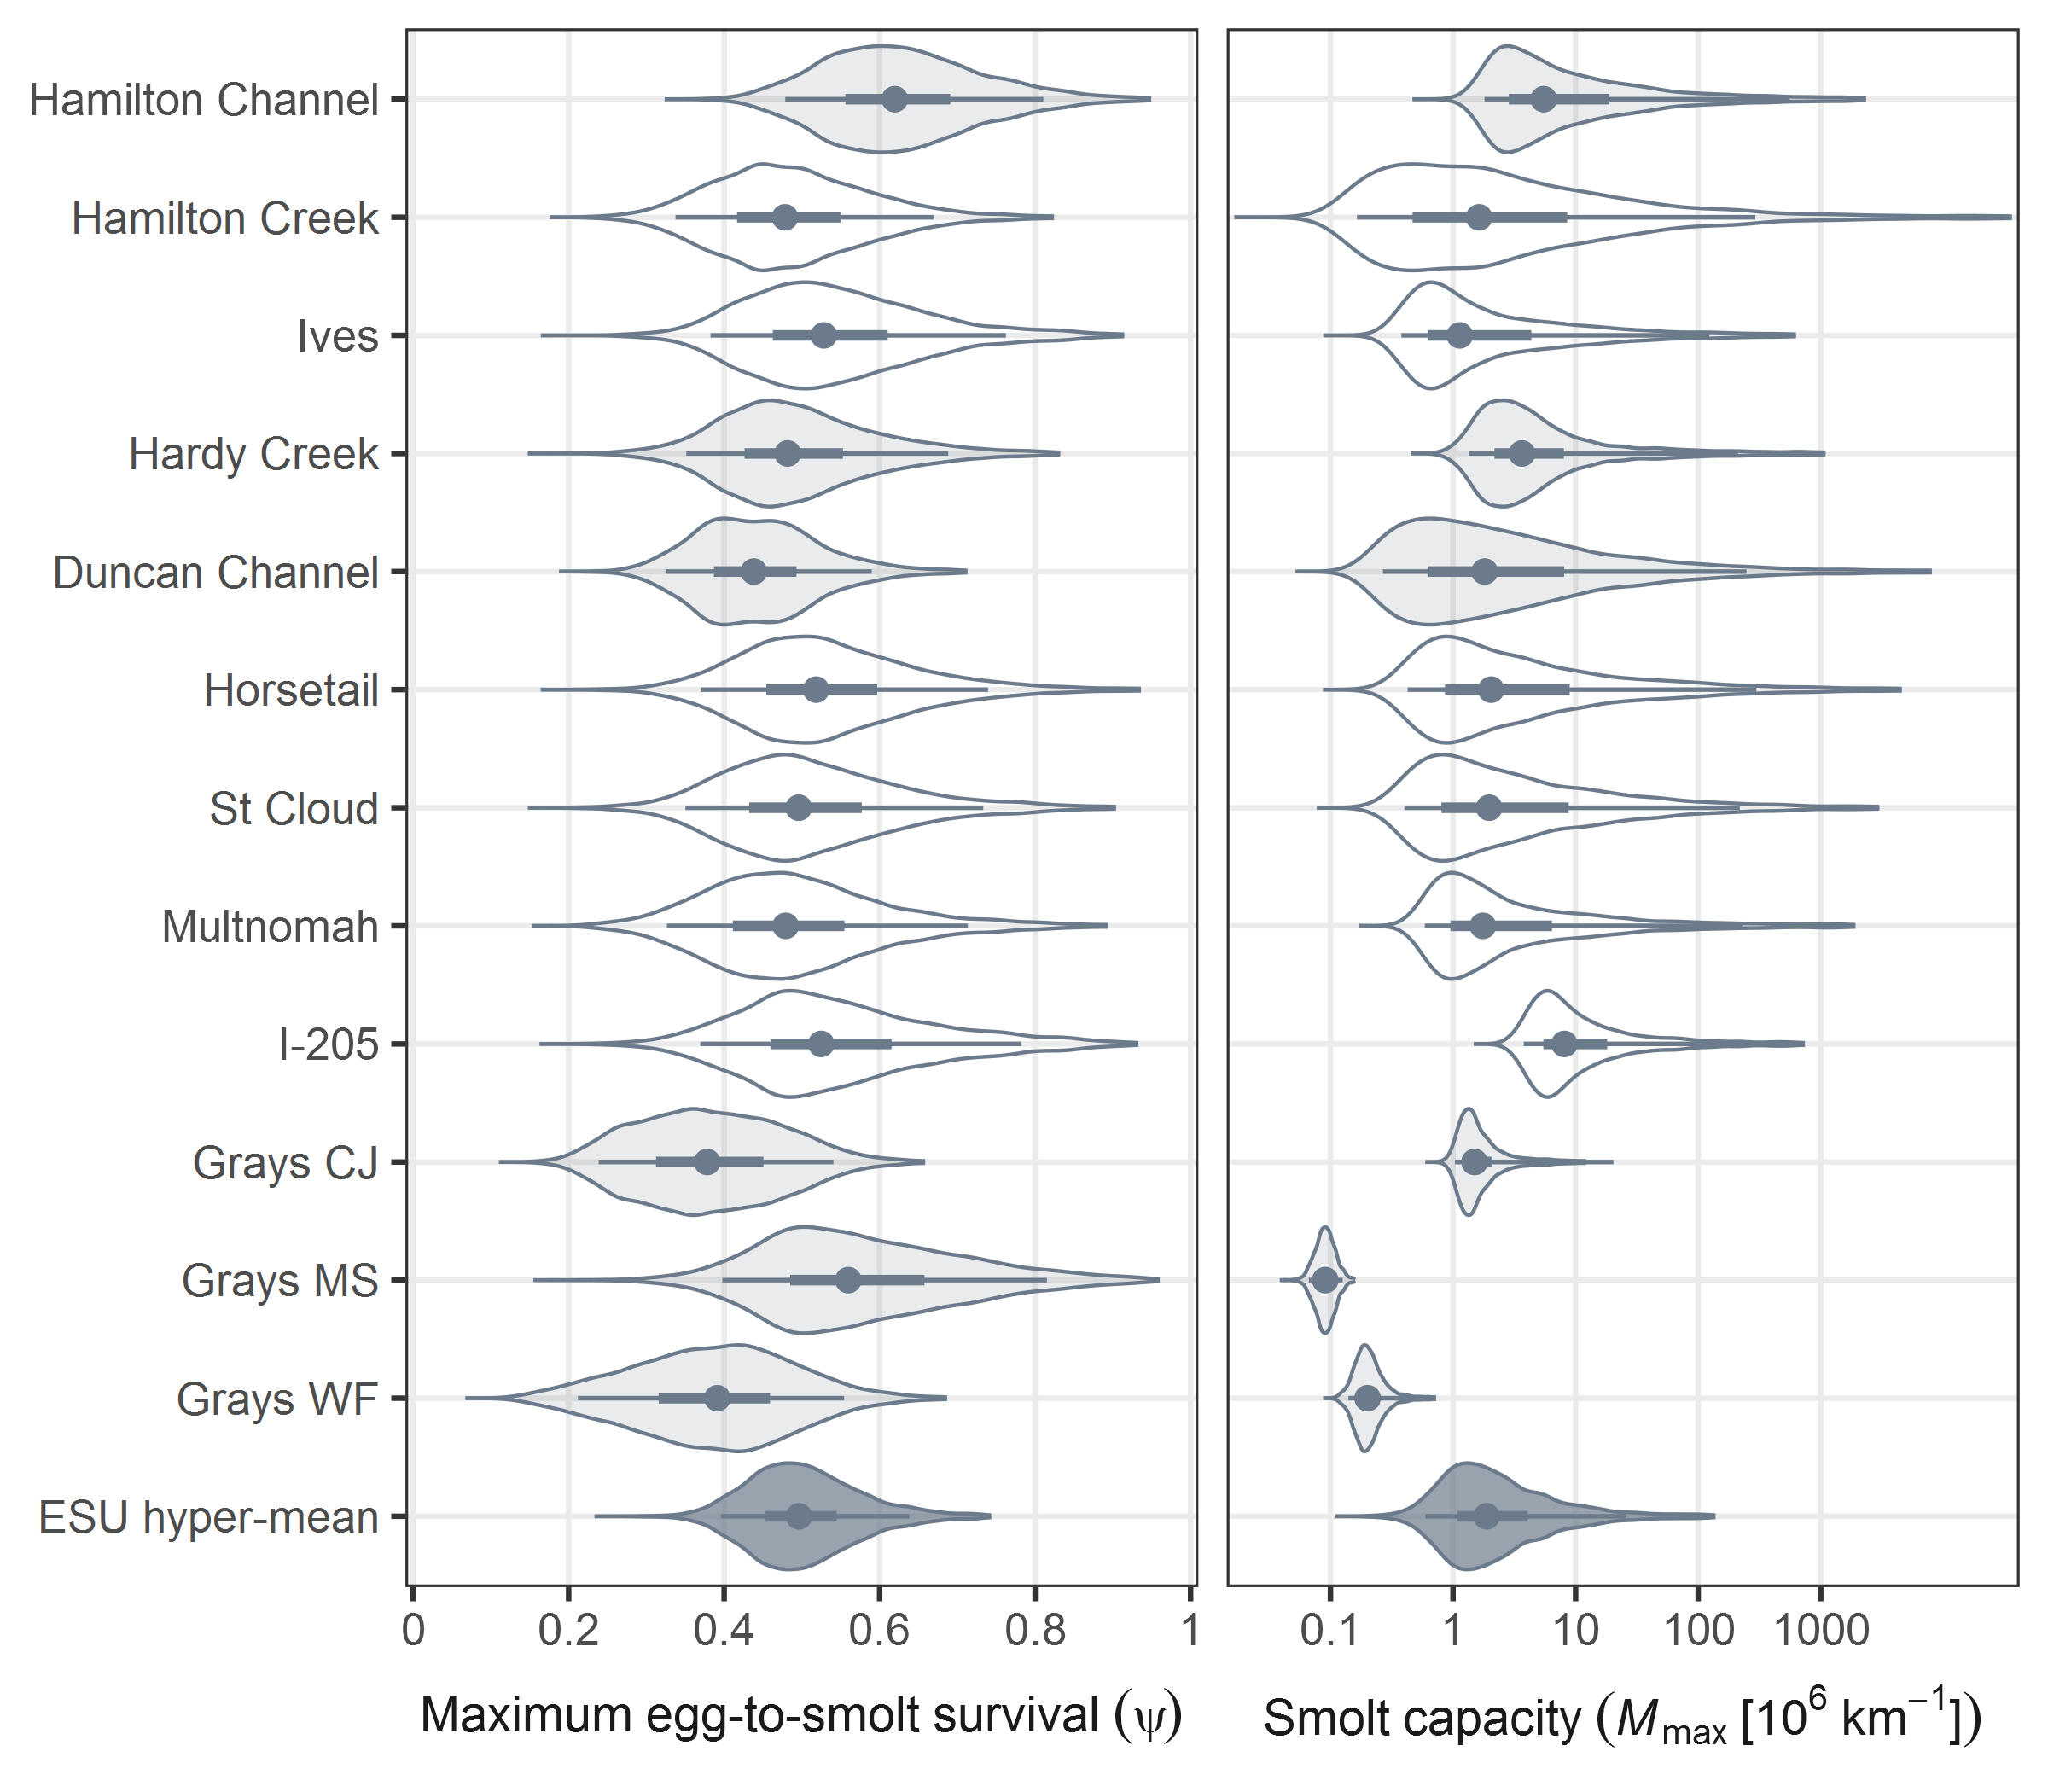 Hamilton Channel
Hamilton Creek
Ives
Hardy Creek
Duncan Channel
Horsetail
St Cloud
Multnomah
I-205
Grays CJ
Grays MS
Grays WF
ESU hyper-mean
0 0.2 0.4 0.6 0.8 1
0.1 1 10 100 1000
Maximum egg-to-smolt survival (ψ)
Smolt capacity (Mmax [10⁶ km⁻¹])